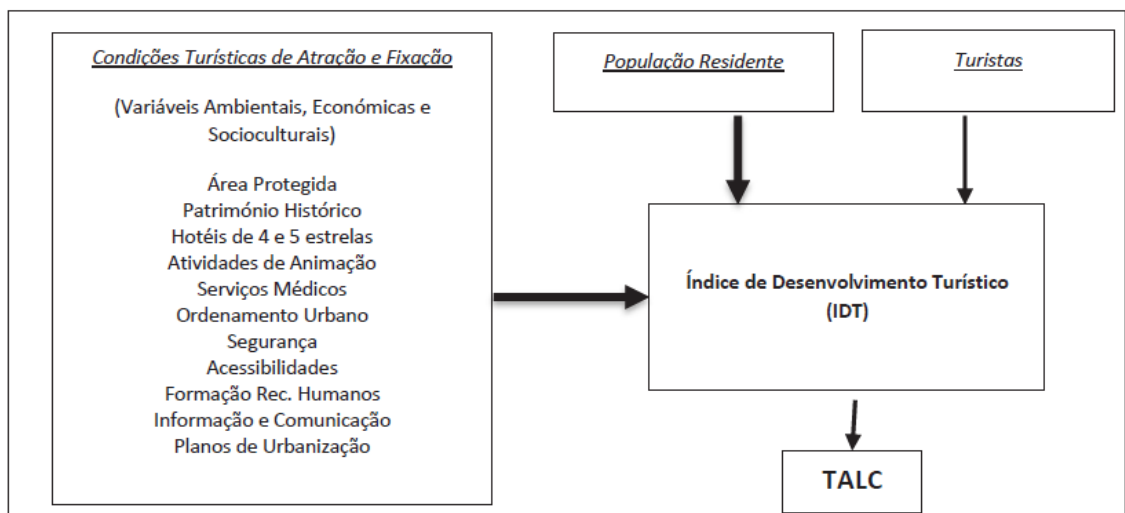 Condições Turísticas de Atração e Fixação
(Variáveis Ambientais, Económicas e
Socioculturais)
Área Protegida
Património Histórico
Hotéis de 4 e 5 estrelas
Atividades de Animação
Serviços Médicos
Ordenamento Urbano
Segurança
Acessibilidades
Formação Rec. Humanos
Informação e Comunicação
Planos de Urbanização
População Residente
Turistas
Índice de Desenvolvimento Turístico
(IDT)
TALC